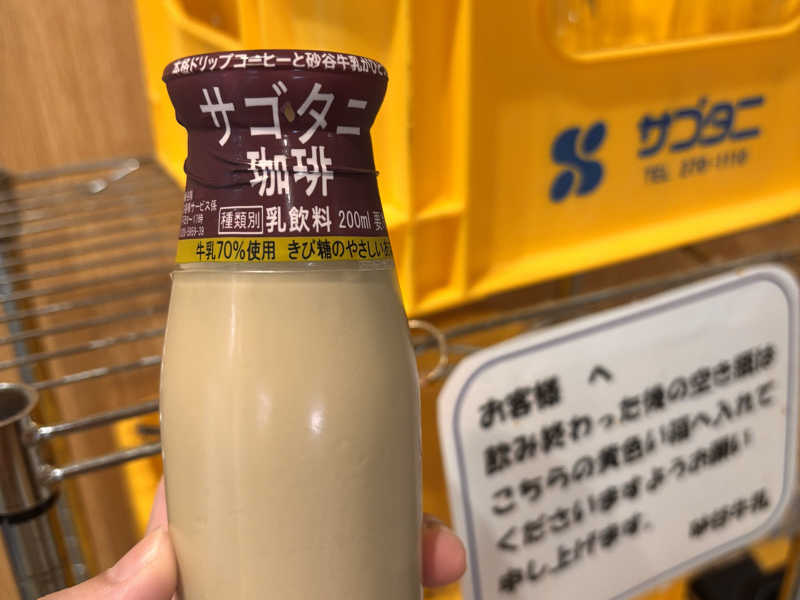 本格ドリップコーヒーと砂谷牛乳がひと
サゴタニ
珈琲
種類別 乳飲料 200ml 要
牛乳70%使用 きび糖のやさしいあ
サゴタニ
TEL
お客様 へ
飲み終わった後の空き瓶は
こちらの黄色い箱へ入れて
くださいますようお願い
申し上げます。
砂谷牛乳